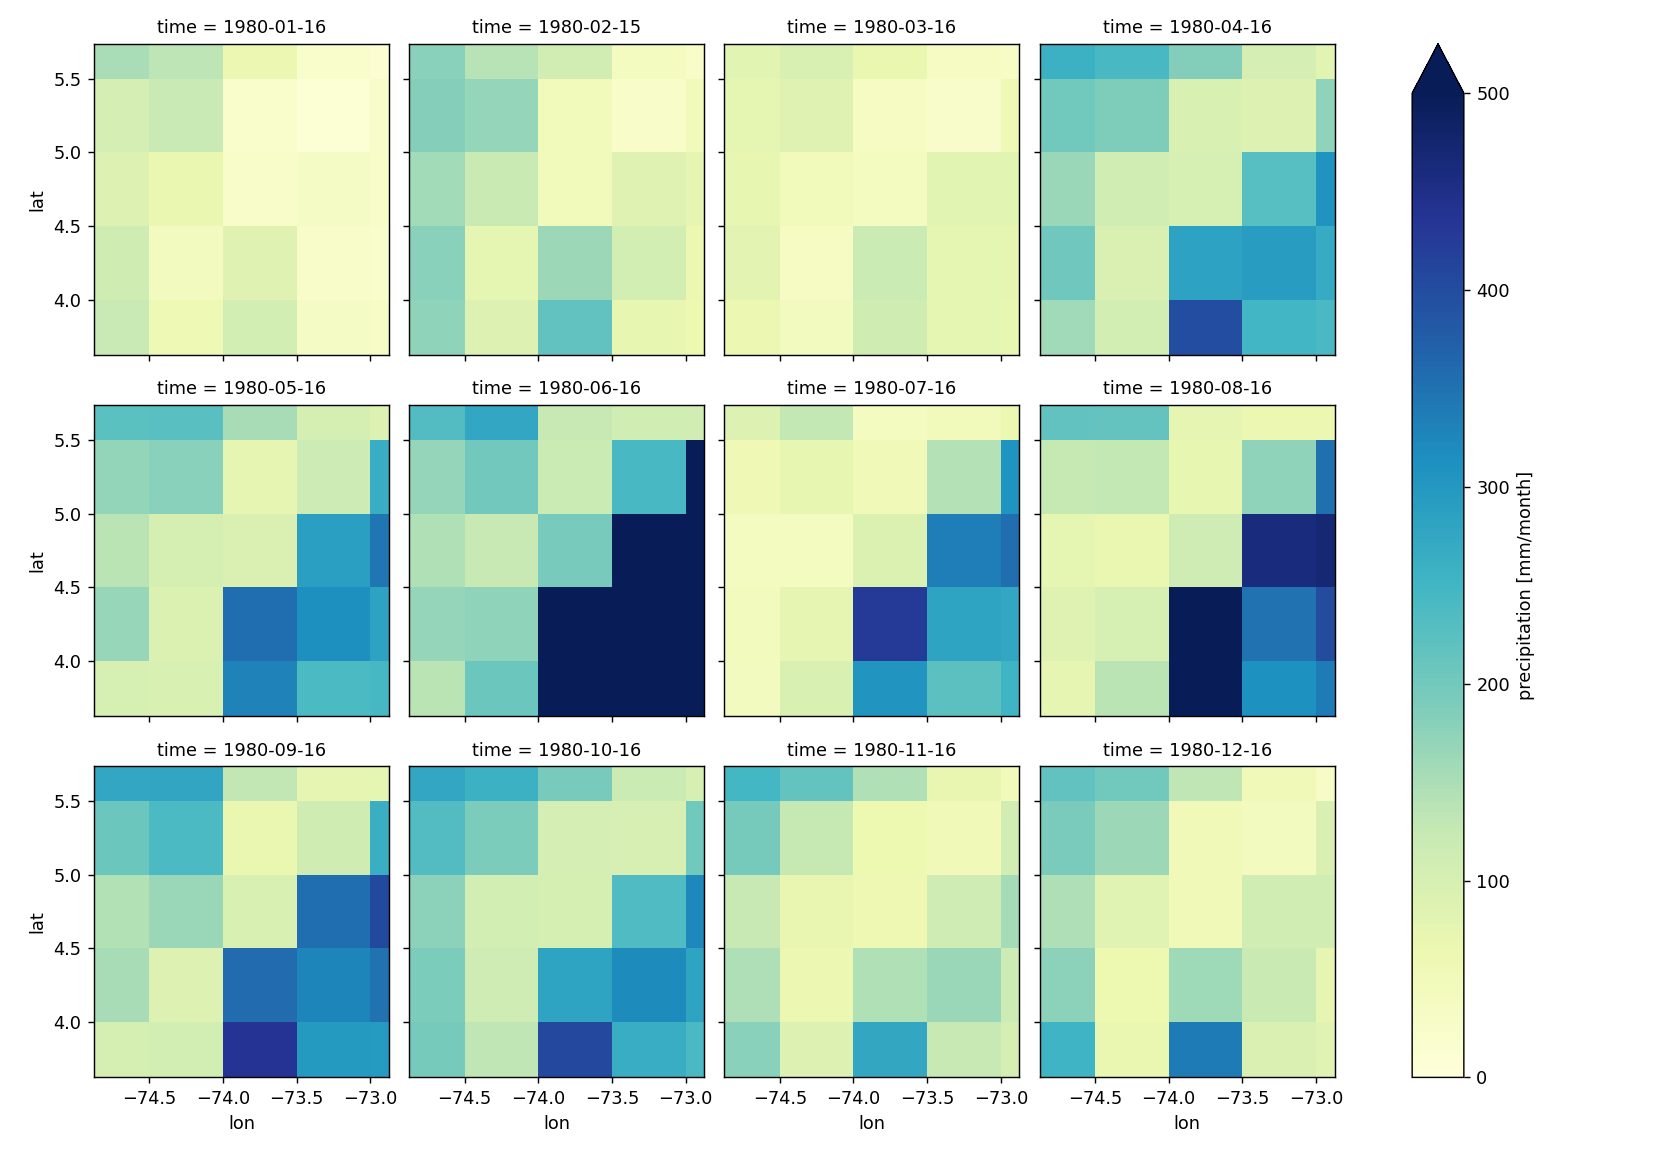 time = 1980-01-16
time = 1980-02-15
time = 1980-03-16
time = 1980-04-16
5.5
5.0
4.5
4.0
lat
time = 1980-05-16
time = 1980-06-16
time = 1980-07-16
time = 1980-08-16
5.5
5.0
4.5
4.0
lat
time = 1980-09-16
time = 1980-10-16
time = 1980-11-16
time = 1980-12-16
5.5
5.0
4.5
4.0
lat
−74.5 −74.0 −73.5 −73.0
−74.5 −74.0 −73.5 −73.0
−74.5 −74.0 −73.5 −73.0
−74.5 −74.0 −73.5 −73.0
lon
lon
lon
lon
500
400
300
200
100
0
precipitation [mm/month]